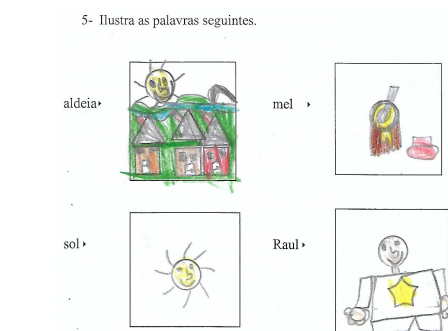 5- Ilustra as palavras seguintes.
aldeia
mel
sol
Raul